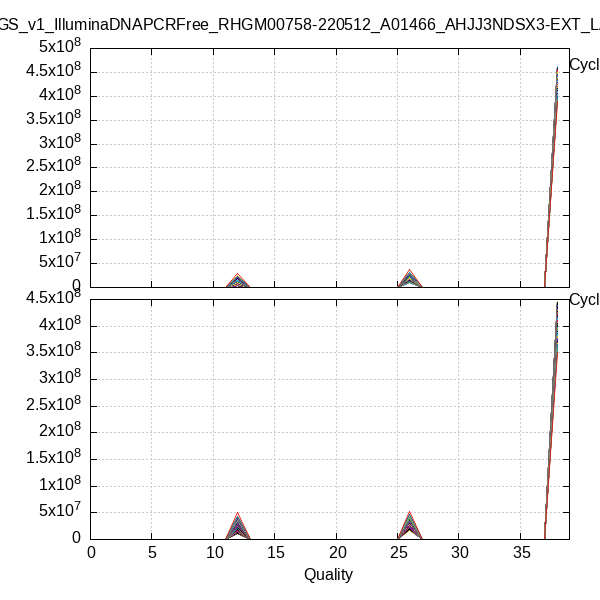 GS_v1_IlluminaDNAPCRFree_RHGM00758-220512_A01466_AHJJ3NDSX3-EXT_L
5x10^8
4.5x10^8
4x10^8
3.5x10^8
3x10^8
2.5x10^8
2x10^8
1.5x10^8
1x10^8
5x10^7
0
Cycl
4.5x10^8
4x10^8
3.5x10^8
3x10^8
2.5x10^8
2x10^8
1.5x10^8
1x10^8
5x10^7
0
Cycl
0 5 10 15 20 25 30 35
Quality